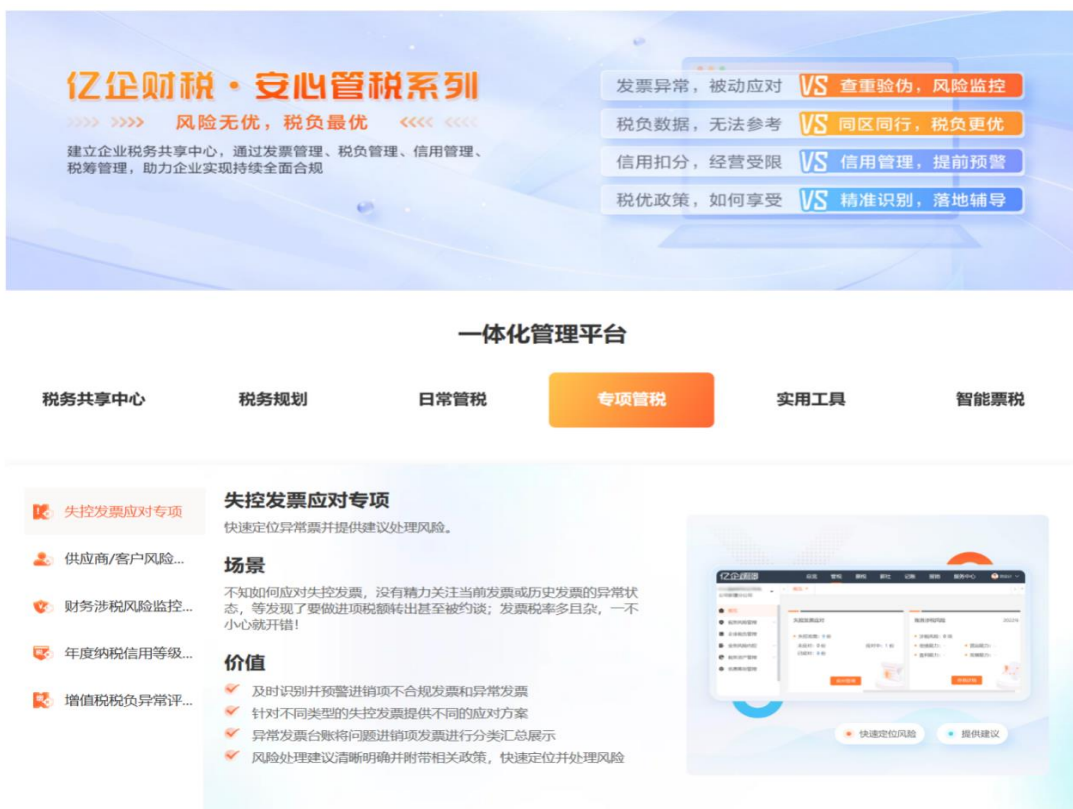 亿企财税·安心管税系列
风险无优，税负最优
建立企业税务共享中心，通过发票管理、税负管理、信用管理、
税筹管理，助力企业实现持续全面合规
发票异常，被动应对 VS 查重验伪，风险监控
税负数据，无法参考 VS 同区同行，税负更优
信用扣分，经营受限 VS 信用管理，提前预警
税优政策，如何享受 VS 精准识别，落地辅导
一体化管理平台
税务共享中心 税务规划 日常管税 专项管税 实用工具 智能票税
失控发票应对专项
供应商/客户风险...
财务涉税风险监控...
年度纳税信用等级...
增值税税负异常评...
失控发票应对专项
快速定位异常票并提供建议处理风险。
场景
不知如何应对失控发票，没有精力关注当前发票或历史发票的异常状
态，等发现了要做进项税额转出甚至被约谈；发票税率多且杂，一不
小心就开错！
价值
及时识别并预警进销项不合规发票和异常发票
针对不同类型的失控发票提供不同的应对方案
异常发票台账将问题进销项发票进行分类汇总展示
风险处理建议清晰明确并附带相关政策，快速定位并处理风险
亿企财税
快速定位风险
提供建议